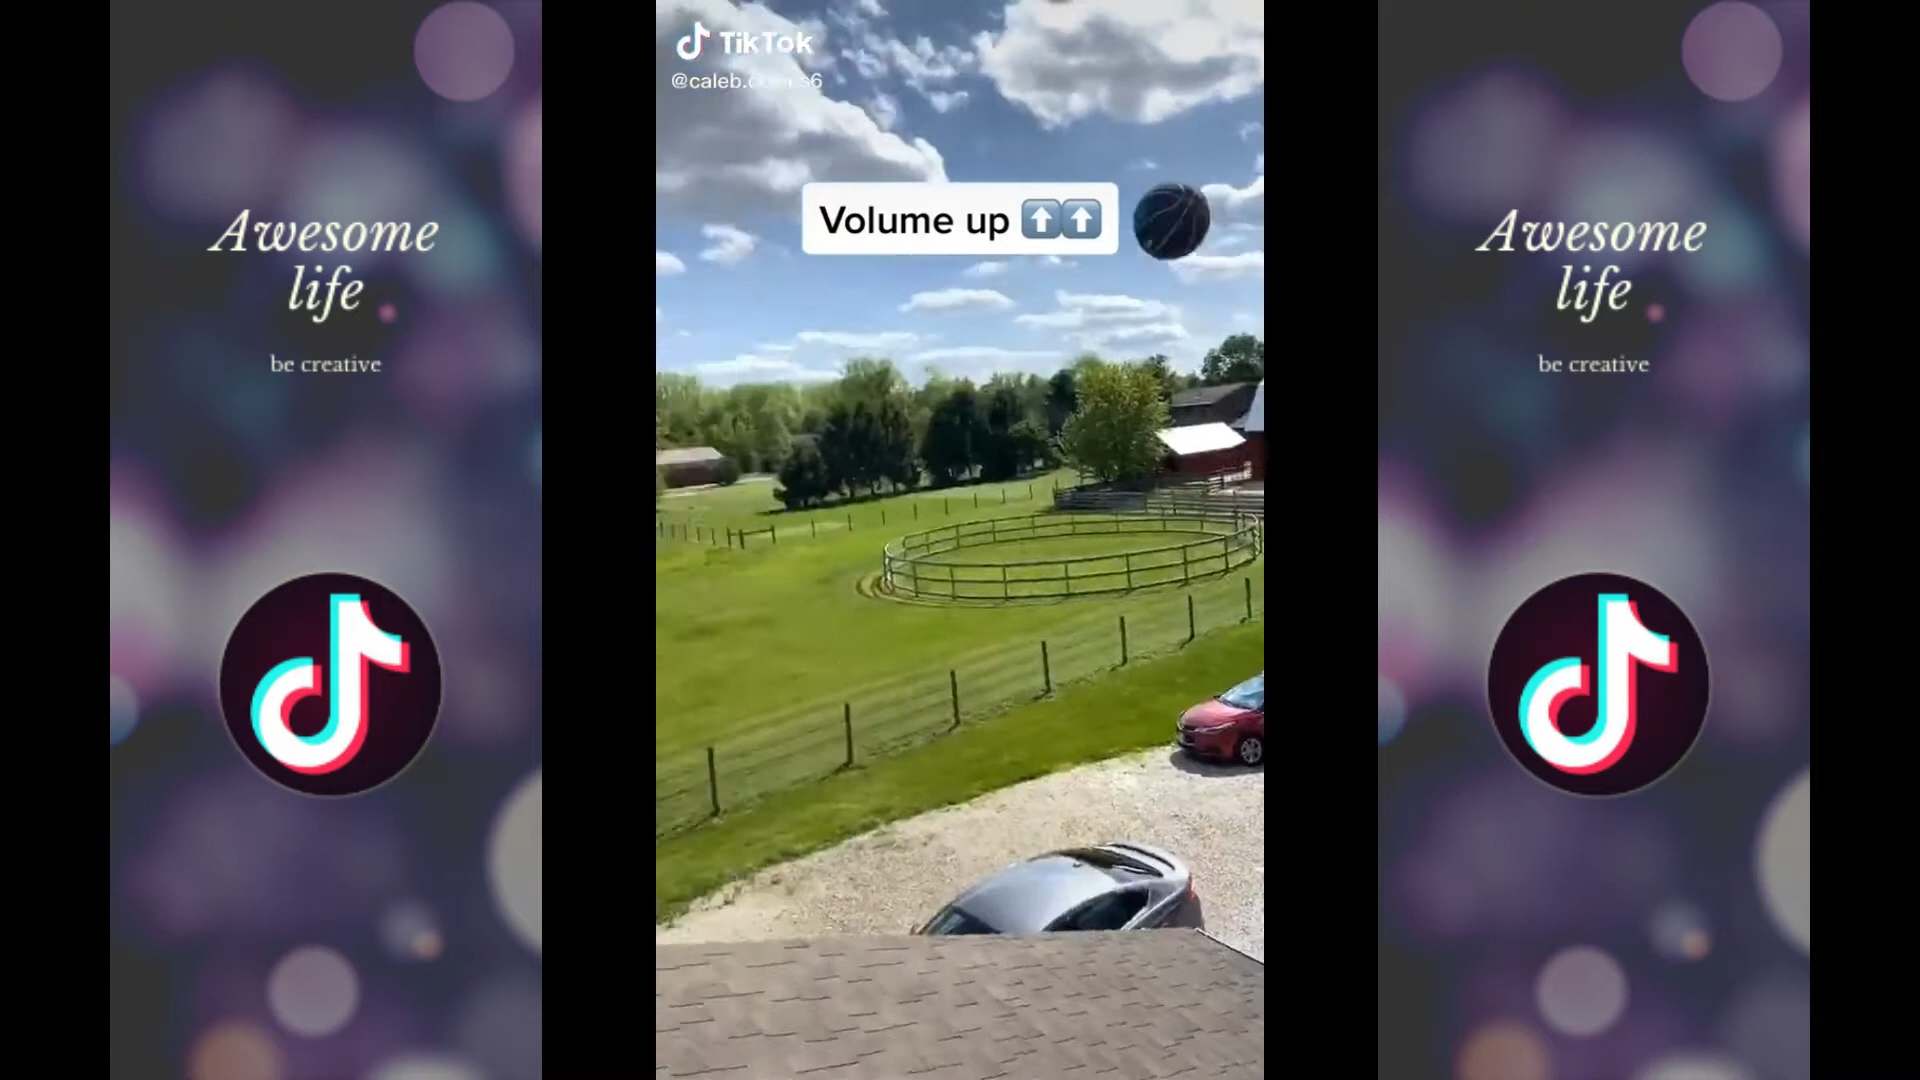 Awesome
life
be creative
TikTok
Volume up ⬆️⬆️
Awesome
life
be creative